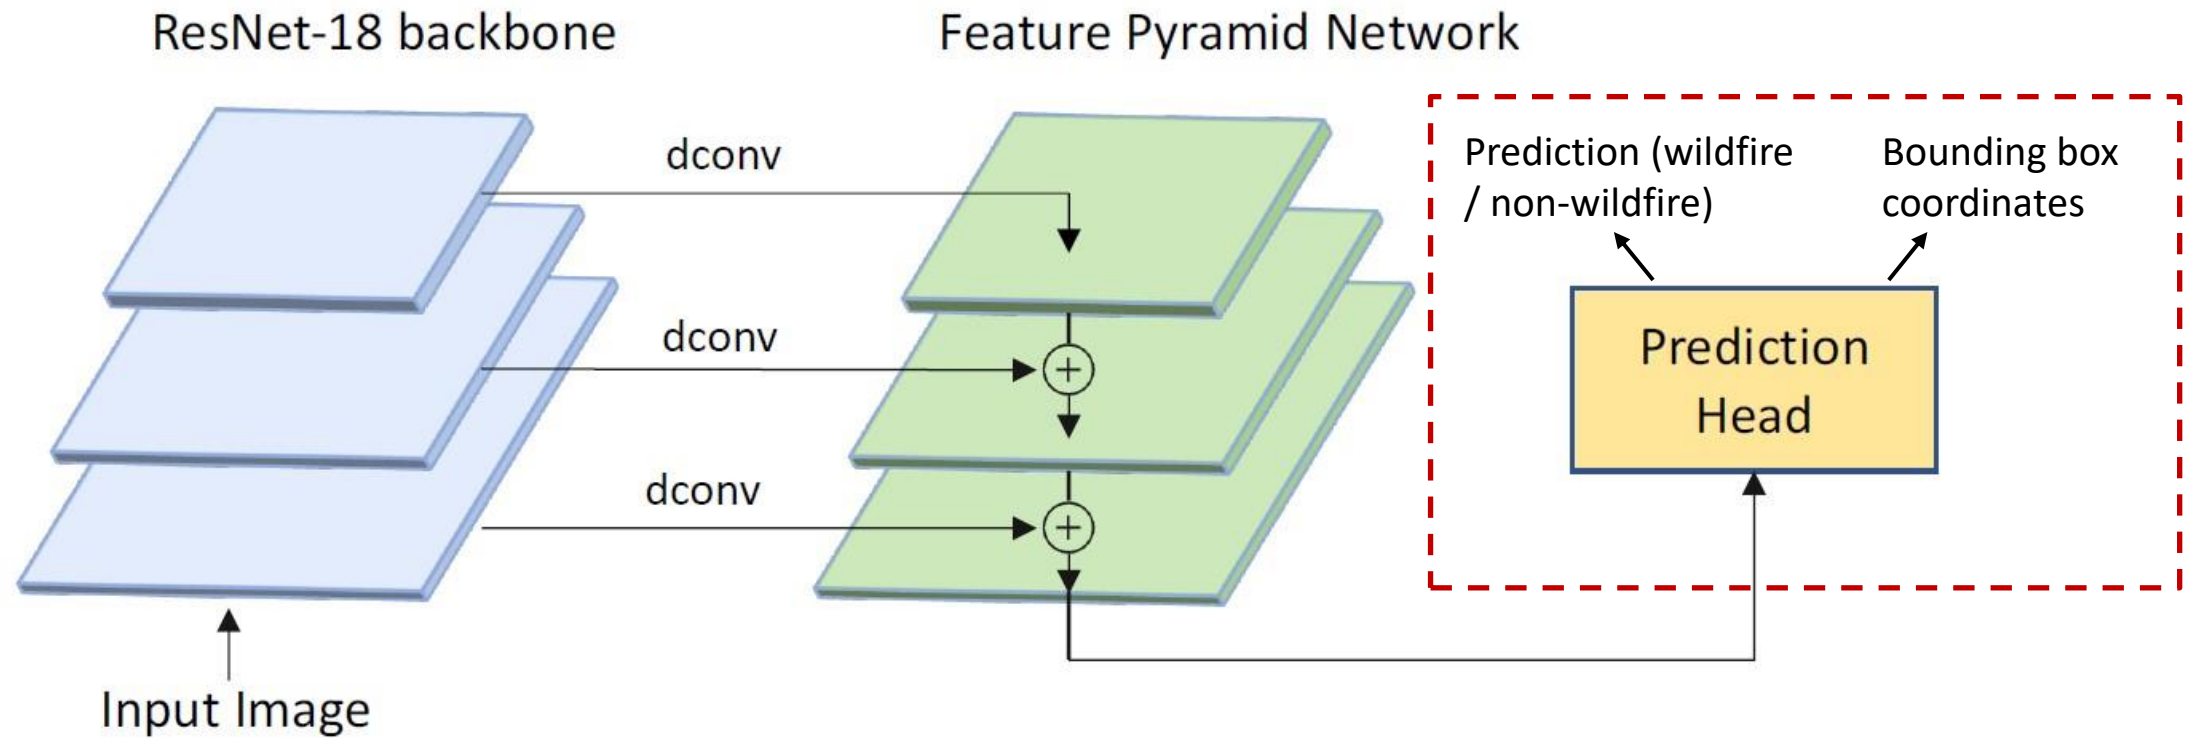 ResNet-18 backbone
Feature Pyramid Network
dconv
dconv
dconv
Input Image
Prediction (wildfire
/ non-wildfire)
Bounding box
coordinates
Prediction
Head